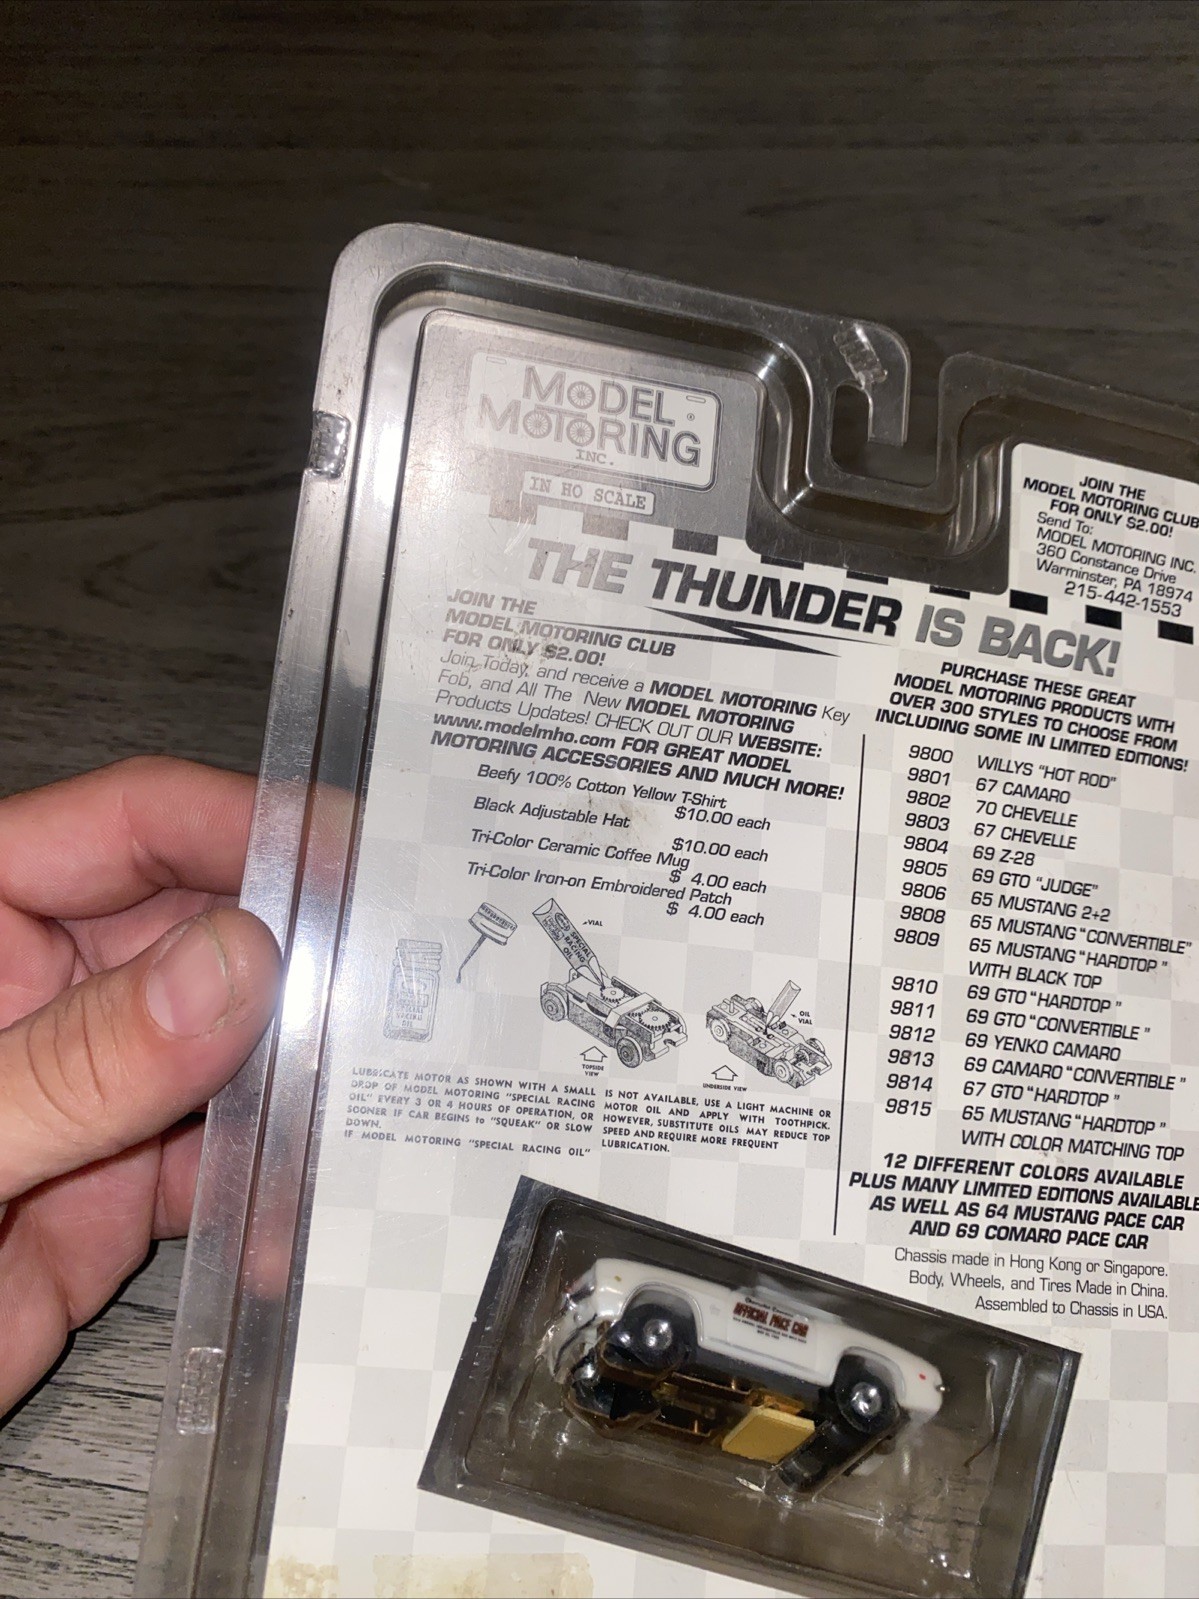 MODEL
MOTORING
INC.
IN HO SCALE
JOIN THE
MODEL MOTORING CLUB
FOR ONLY $2.00!
Send To:
MODEL MOTORING INC.
360 Constance Drive
Warminster, PA 18974
215-442-1553
THE THUNDER IS BACK!
JOIN THE
MODEL MOTORING CLUB
FOR ONLY $2.00!
Join Today, and receive a MODEL MOTORING Key
Fob, and All The New MODEL MOTORING
Products Updates! CHECK OUT OUR WEBSITE:
www.modelmho.com FOR GREAT MODEL
MOTORING ACCESSORIES AND MUCH MORE!
Beefy 100% Cotton Yellow T-Shirt
$10.00 each
Black Adjustable Hat
$10.00 each
Tri-Color Ceramic Coffee Mug
$ 4.00 each
Tri-Color Iron-on Embroidered Patch
$ 4.00 each
VIAL
SPECIAL
RACING
OIL
SPECIAL
RACING
OIL
OIL
VIAL
TOPSIDE
VIEW
UNDERSIDE VIEW
LUBRICATE MOTOR AS SHOWN WITH A SMALL
DROP OF MODEL MOTORING "SPECIAL RACING
OIL" EVERY 3 OR 4 HOURS OF OPERATION, OR
SOONER IF CAR BEGINS to "SQUEAK" OR SLOW
DOWN.
IF MODEL MOTORING "SPECIAL RACING OIL"
IS NOT AVAILABLE, USE A LIGHT MACHINE OR
MOTOR OIL AND APPLY WITH TOOTHPICK.
HOWEVER, SUBSTITUTE OILS MAY REDUCE TOP
SPEED AND REQUIRE MORE FREQUENT
LUBRICATION.
PURCHASE THESE GREAT
MODEL MOTORING PRODUCTS WITH
OVER 300 STYLES TO CHOOSE FROM
INCLUDING SOME IN LIMITED EDITIONS!
9800 WILLYS "HOT ROD"
9801 67 CAMARO
9802 70 CHEVELLE
9803 67 CHEVELLE
9804 69 Z-28
9805 69 GTO "JUDGE"
9806 65 MUSTANG 2+2
9808 65 MUSTANG "CONVERTIBLE"
9809 65 MUSTANG "HARDTOP"
WITH BLACK TOP
9810 69 GTO "HARDTOP"
9811 69 GTO "CONVERTIBLE"
9812 69 YENKO CAMARO
9813 69 CAMARO "CONVERTIBLE"
9814 67 GTO "HARDTOP"
9815 65 MUSTANG "HARDTOP"
WITH COLOR MATCHING TOP
12 DIFFERENT COLORS AVAILABLE
PLUS MANY LIMITED EDITIONS AVAILABLE
AS WELL AS 64 MUSTANG PACE CAR
AND 69 COMARO PACE CAR
Chassis made in Hong Kong or Singapore.
Body, Wheels, and Tires Made in China.
Assembled to Chassis in USA.
OFFICIAL PACE CAR